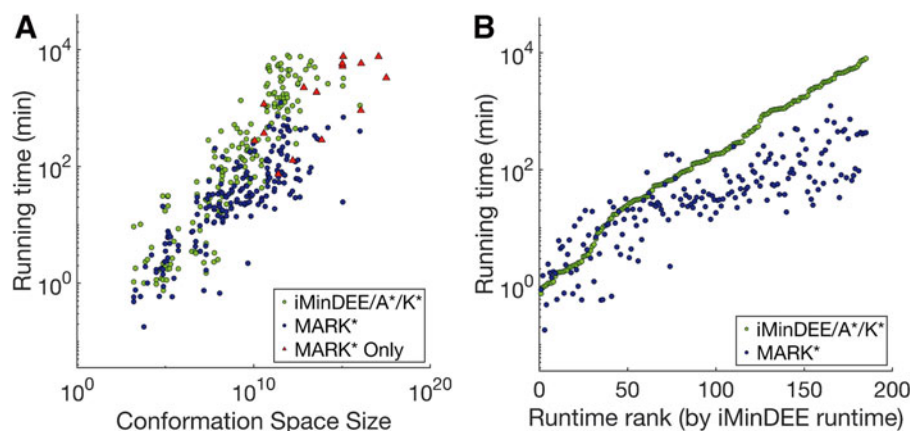 A
Running time (min)
10^4
10^2
10^0
iMinDEE/A*/K*
MARK*
MARK* Only
10^0
10^10
10^20
Conformation Space Size
B
Running time (min)
10^4
10^2
10^0
iMinDEE/A*/K*
MARK*
0
50
100
150
200
Runtime rank (by iMinDEE runtime)